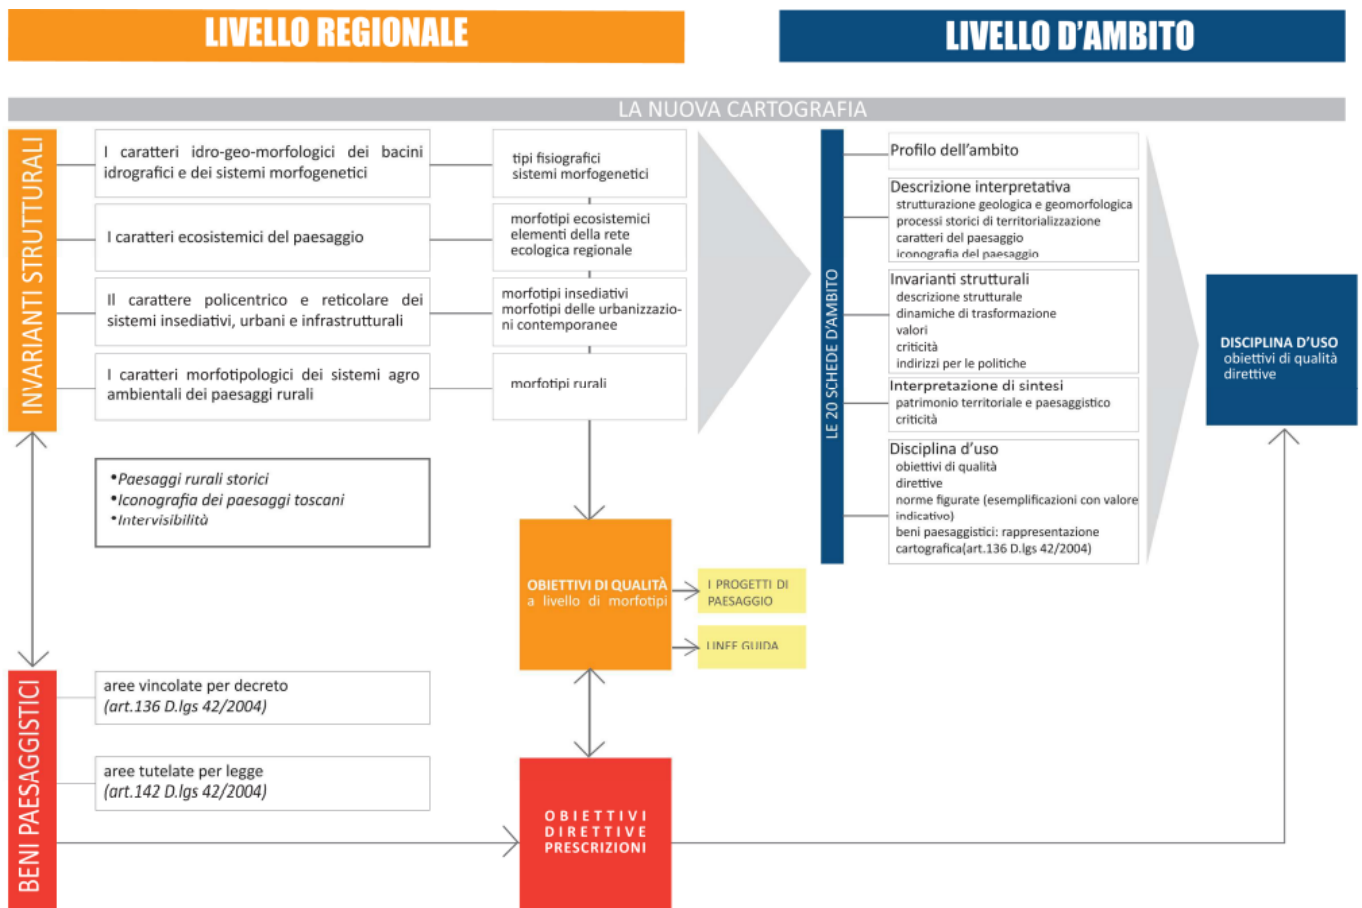 LIVELLO REGIONALE
LIVELLO D'AMBITO
LA NUOVA CARTOGRAFIA
INVARIANTI STRUTTURALI
I caratteri idro-geo-morfologici dei bacini
idrografici e dei sistemi morfogenetici
tipi fisiografici
sistemi morfogenetici
I caratteri ecosistemici del paesaggio
morfotipi ecosistemici
elementi della rete
ecologica regionale
Il carattere policentrico e reticolare dei
sistemi insediativi, urbani e infrastrutturali
morfotipi insediativi
morfotipi delle urbanizzazio-
ni contemporanee
I caratteri morfotipologici dei sistemi agro
ambientali dei paesaggi rurali
morfotipi rurali
•Paesaggi rurali storici
•Iconografia dei paesaggi toscani
•Intervisibilità
OBIETTIVI DI QUALITÀ
a livello di morfotipi
I PROGETTI DI
PAESAGGIO
LINEE GUIDA
BENI PAESAGGISTICI
aree vincolate per decreto
(art.136 D.lgs 42/2004)
aree tutelate per legge
(art.142 D.lgs 42/2004)
OBIETTIVI
DIRETTIVE
PRESCRIZIONI
LE 20 SCHEDE D'AMBITO
Profilo dell'ambito
Descrizione interpretativa
strutturazione geologica e geomorfologica
processi storici di territorializzazione
caratteri del paesaggio
iconografia del paesaggio
Invarianti strutturali
descrizione strutturale
dinamiche di trasformazione
valori
criticità
indirizzi per le politiche
Interpretazione di sintesi
patrimonio territoriale e paesaggistico
criticità
Disciplina d'uso
obiettivi di qualità
direttive
norme figurate (esemplificazioni con valore
indicativo)
beni paesaggistici: rappresentazione
cartografica(art.136 D.lgs 42/2004)
DISCIPLINA D'USO
obiettivi di qualità
direttive